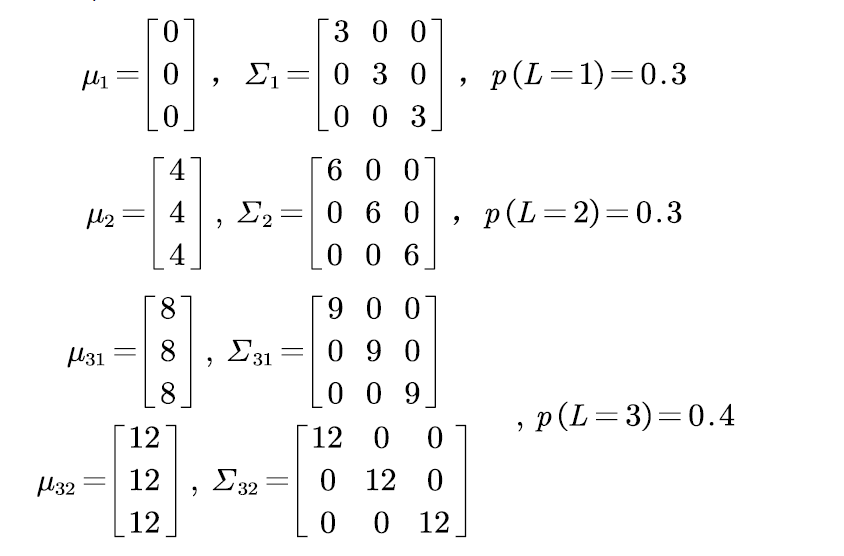 μ₁ = [0 0 0], Σ₁ = [3 0 0; 0 3 0; 0 0 3], p(L=1)=0.3
μ₂ = [4 4 4], Σ₂ = [6 0 0; 0 6 0; 0 0 6], p(L=2)=0.3
μ₃₁ = [8 8 8], Σ₃₁ = [9 0 0; 0 9 0; 0 0 9]
, p(L=3)=0.4
μ₃₂ = [12 12 12], Σ₃₂ = [12 0 0; 0 12 0; 0 0 12]